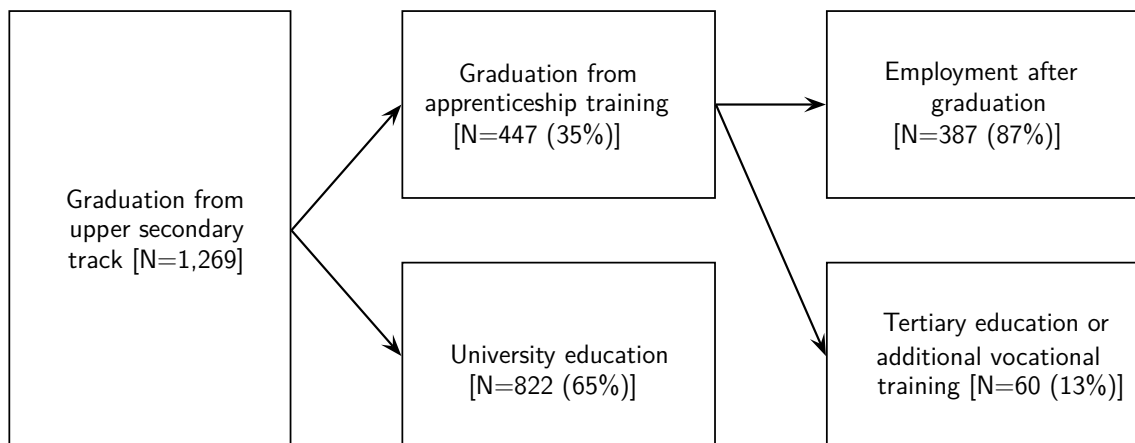 Graduation from
upper secondary
track [N=1,269]
Graduation from
apprenticeship training
[N=447 (35%)]
University education
[N=822 (65%)]
Employment after
graduation
[N=387 (87%)]
Tertiary education or
additional vocational
training [N=60 (13%)]